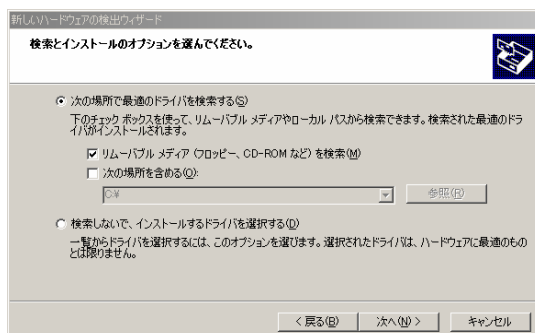 新しいハードウェアの検出ウィザード
検索とインストールのオプションを選んでください。
次の場所で最適のドライバを検索する(S)
下のチェック ボックスを使って、リムーバブル メディアやローカル パスから検索できます。検索された最適のドラ
イバがインストールされます。
リムーバブル メディア (フロッピー、CD-ROM など) を検索(M)
次の場所を含める(O):
C:¥
参照(R)
検索しないで、インストールするドライバを選択する(D)
一覧からドライバを選択するには、このオプションを選びます。選択されたドライバは、ハードウェアに最適のもの
とは限りません。
< 戻る(B)
次へ(N) >
キャンセル